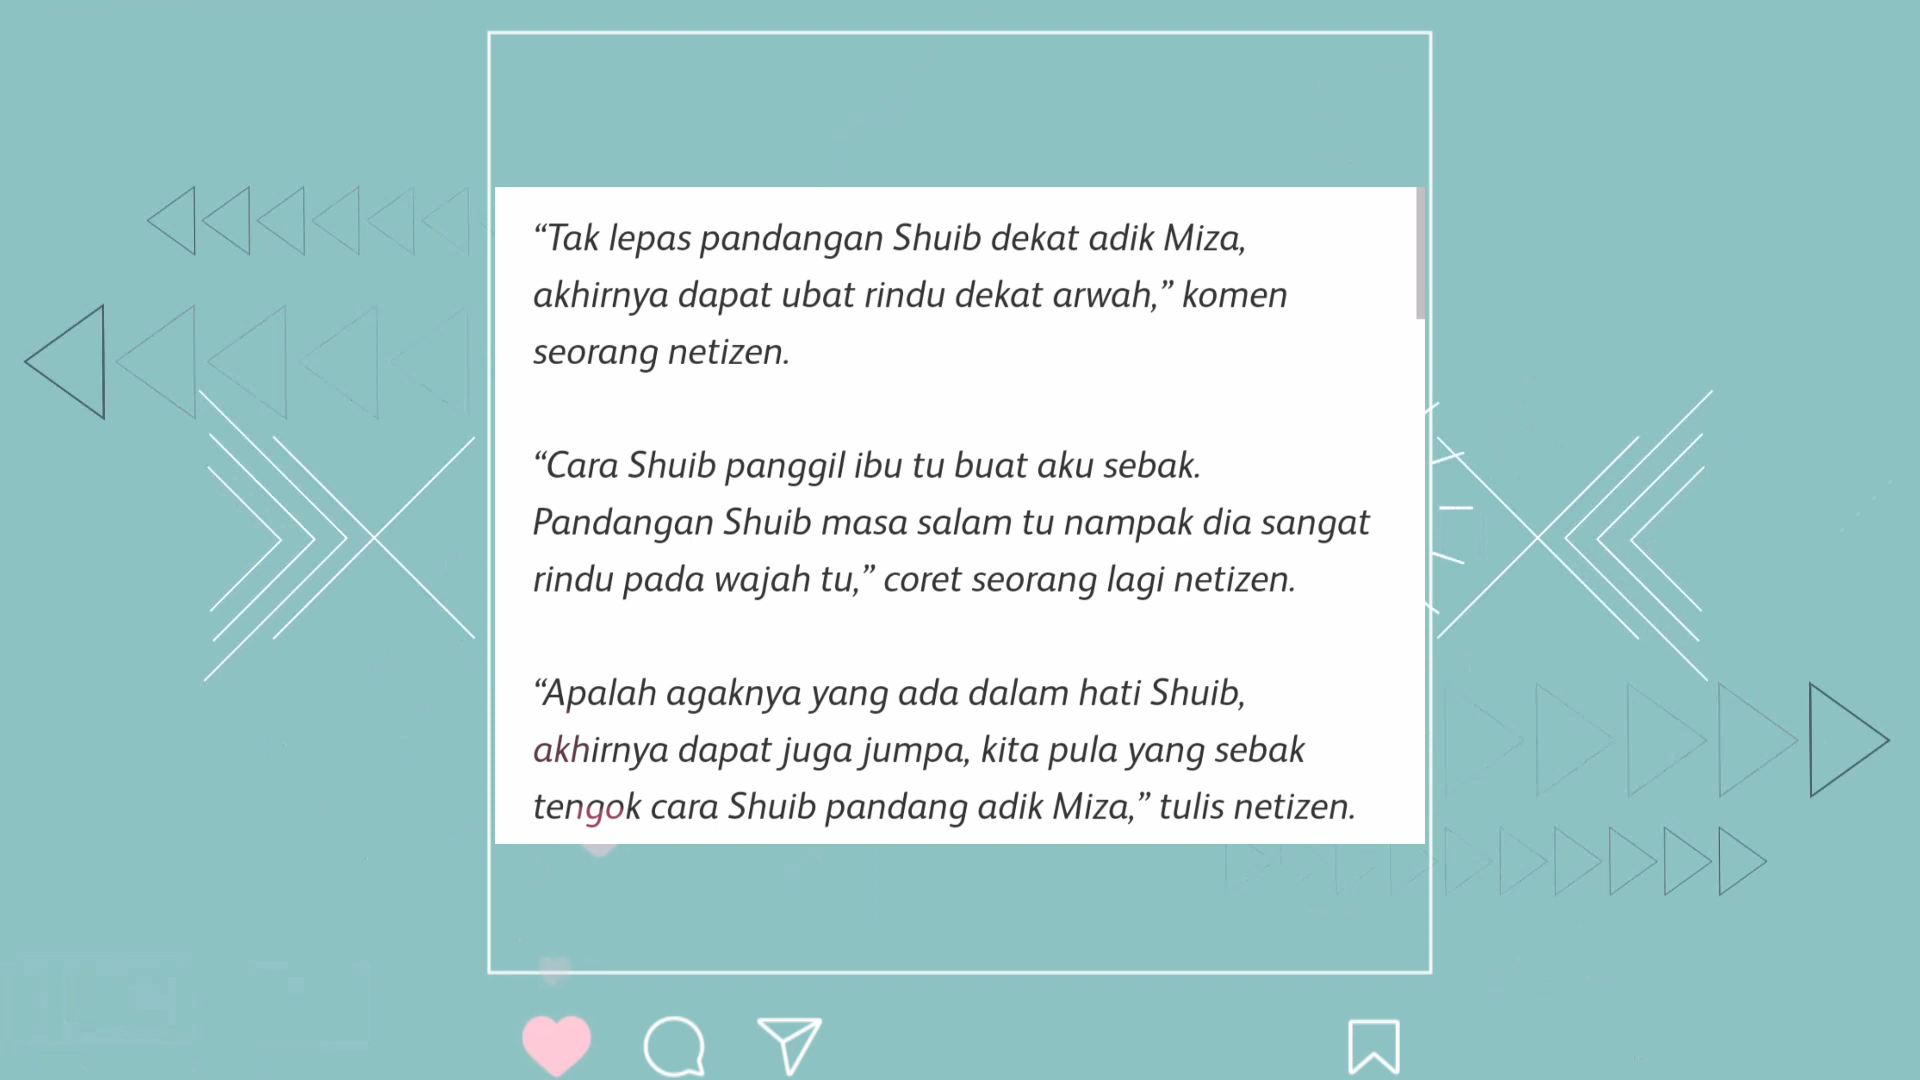 “Tak lepas pandangan Shuib dekat adik Miza,
akhirnya dapat ubat rindu dekat arwah,” komen
seorang netizen.
“Cara Shuib panggil ibu tu buat aku sebak.
Pandangan Shuib masa salam tu nampak dia sangat
rindu pada wajah tu,” coret seorang lagi netizen.
“Apalah agaknya yang ada dalam hati Shuib,
akhirnya dapat juga jumpa, kita pula yang sebak
tengok cara Shuib pandang adik Miza,” tulis netizen.